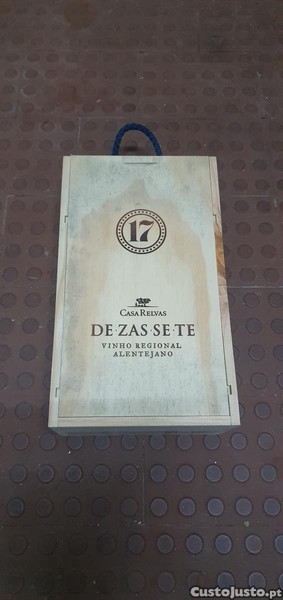 17
CASA RELVAS
DE·ZAS·SE·TE
VINHO REGIONAL
ALENTEJANO
CustoJusto.pt